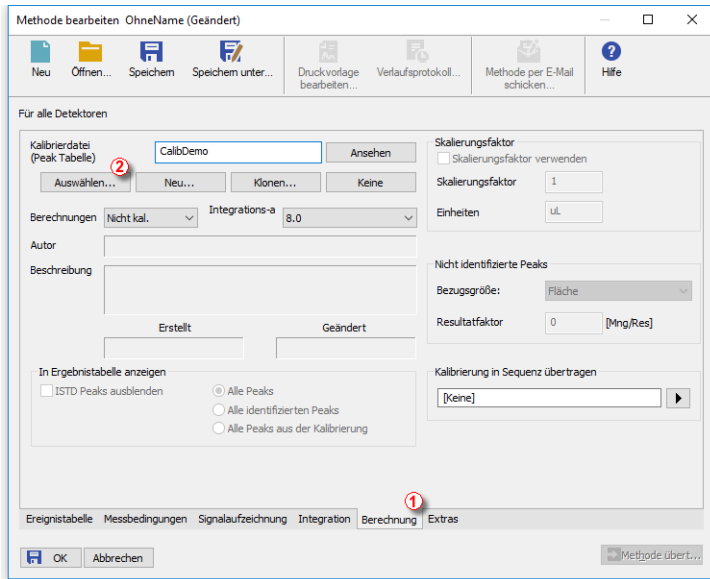 Methode bearbeiten OhneName (Geändert)
Neu Öffnen... Speichern Speichern unter... Druckvorlage bearbeiten... Verlaufsprotokoll... Methode per E-Mail schicken... Hilfe
Für alle Detektoren
Kalibrierdatei
(Peak Tabelle)
CalibDemo
Ansehen
2
Auswählen... Neu... Klonen... Keine
Berechnungen Nicht kal. Integrations-a 8.0
Autor
Beschreibung
Erstellt Geändert
In Ergebnistabelle anzeigen
ISTD Peaks ausblenden
Alle Peaks
Alle identifizierten Peaks
Alle Peaks aus der Kalibrierung
Skalierungsfaktor
Skalierungsfaktor verwenden
Skalierungsfaktor 1
Einheiten uL
Nicht identifizierte Peaks
Bezugsgröße: Fläche
Resultatfaktor 0 [Mng/Res]
Kalibrierung in Sequenz übertragen
[Keine]
1
Ereignistabelle Messbedingungen Signalaufzeichnung Integration Berechnung Extras
OK Abbrechen Methode übert...